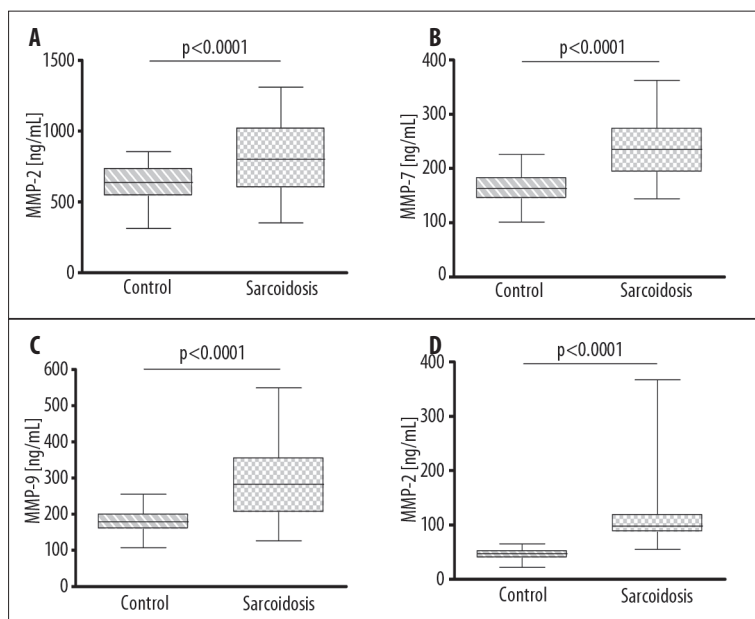 A
p<0.0001
1500
1000
500
0
MMP-2 [ng/mL]
Control
Sarcoidosis
B
p<0.0001
400
300
200
100
0
MMP-7 [ng/mL]
Control
Sarcoidosis
C
p<0.0001
600
500
400
300
200
100
0
MMP-9 [ng/mL]
Control
Sarcoidosis
D
p<0.0001
400
300
200
100
0
MMP-2 [ng/mL]
Control
Sarcoidosis